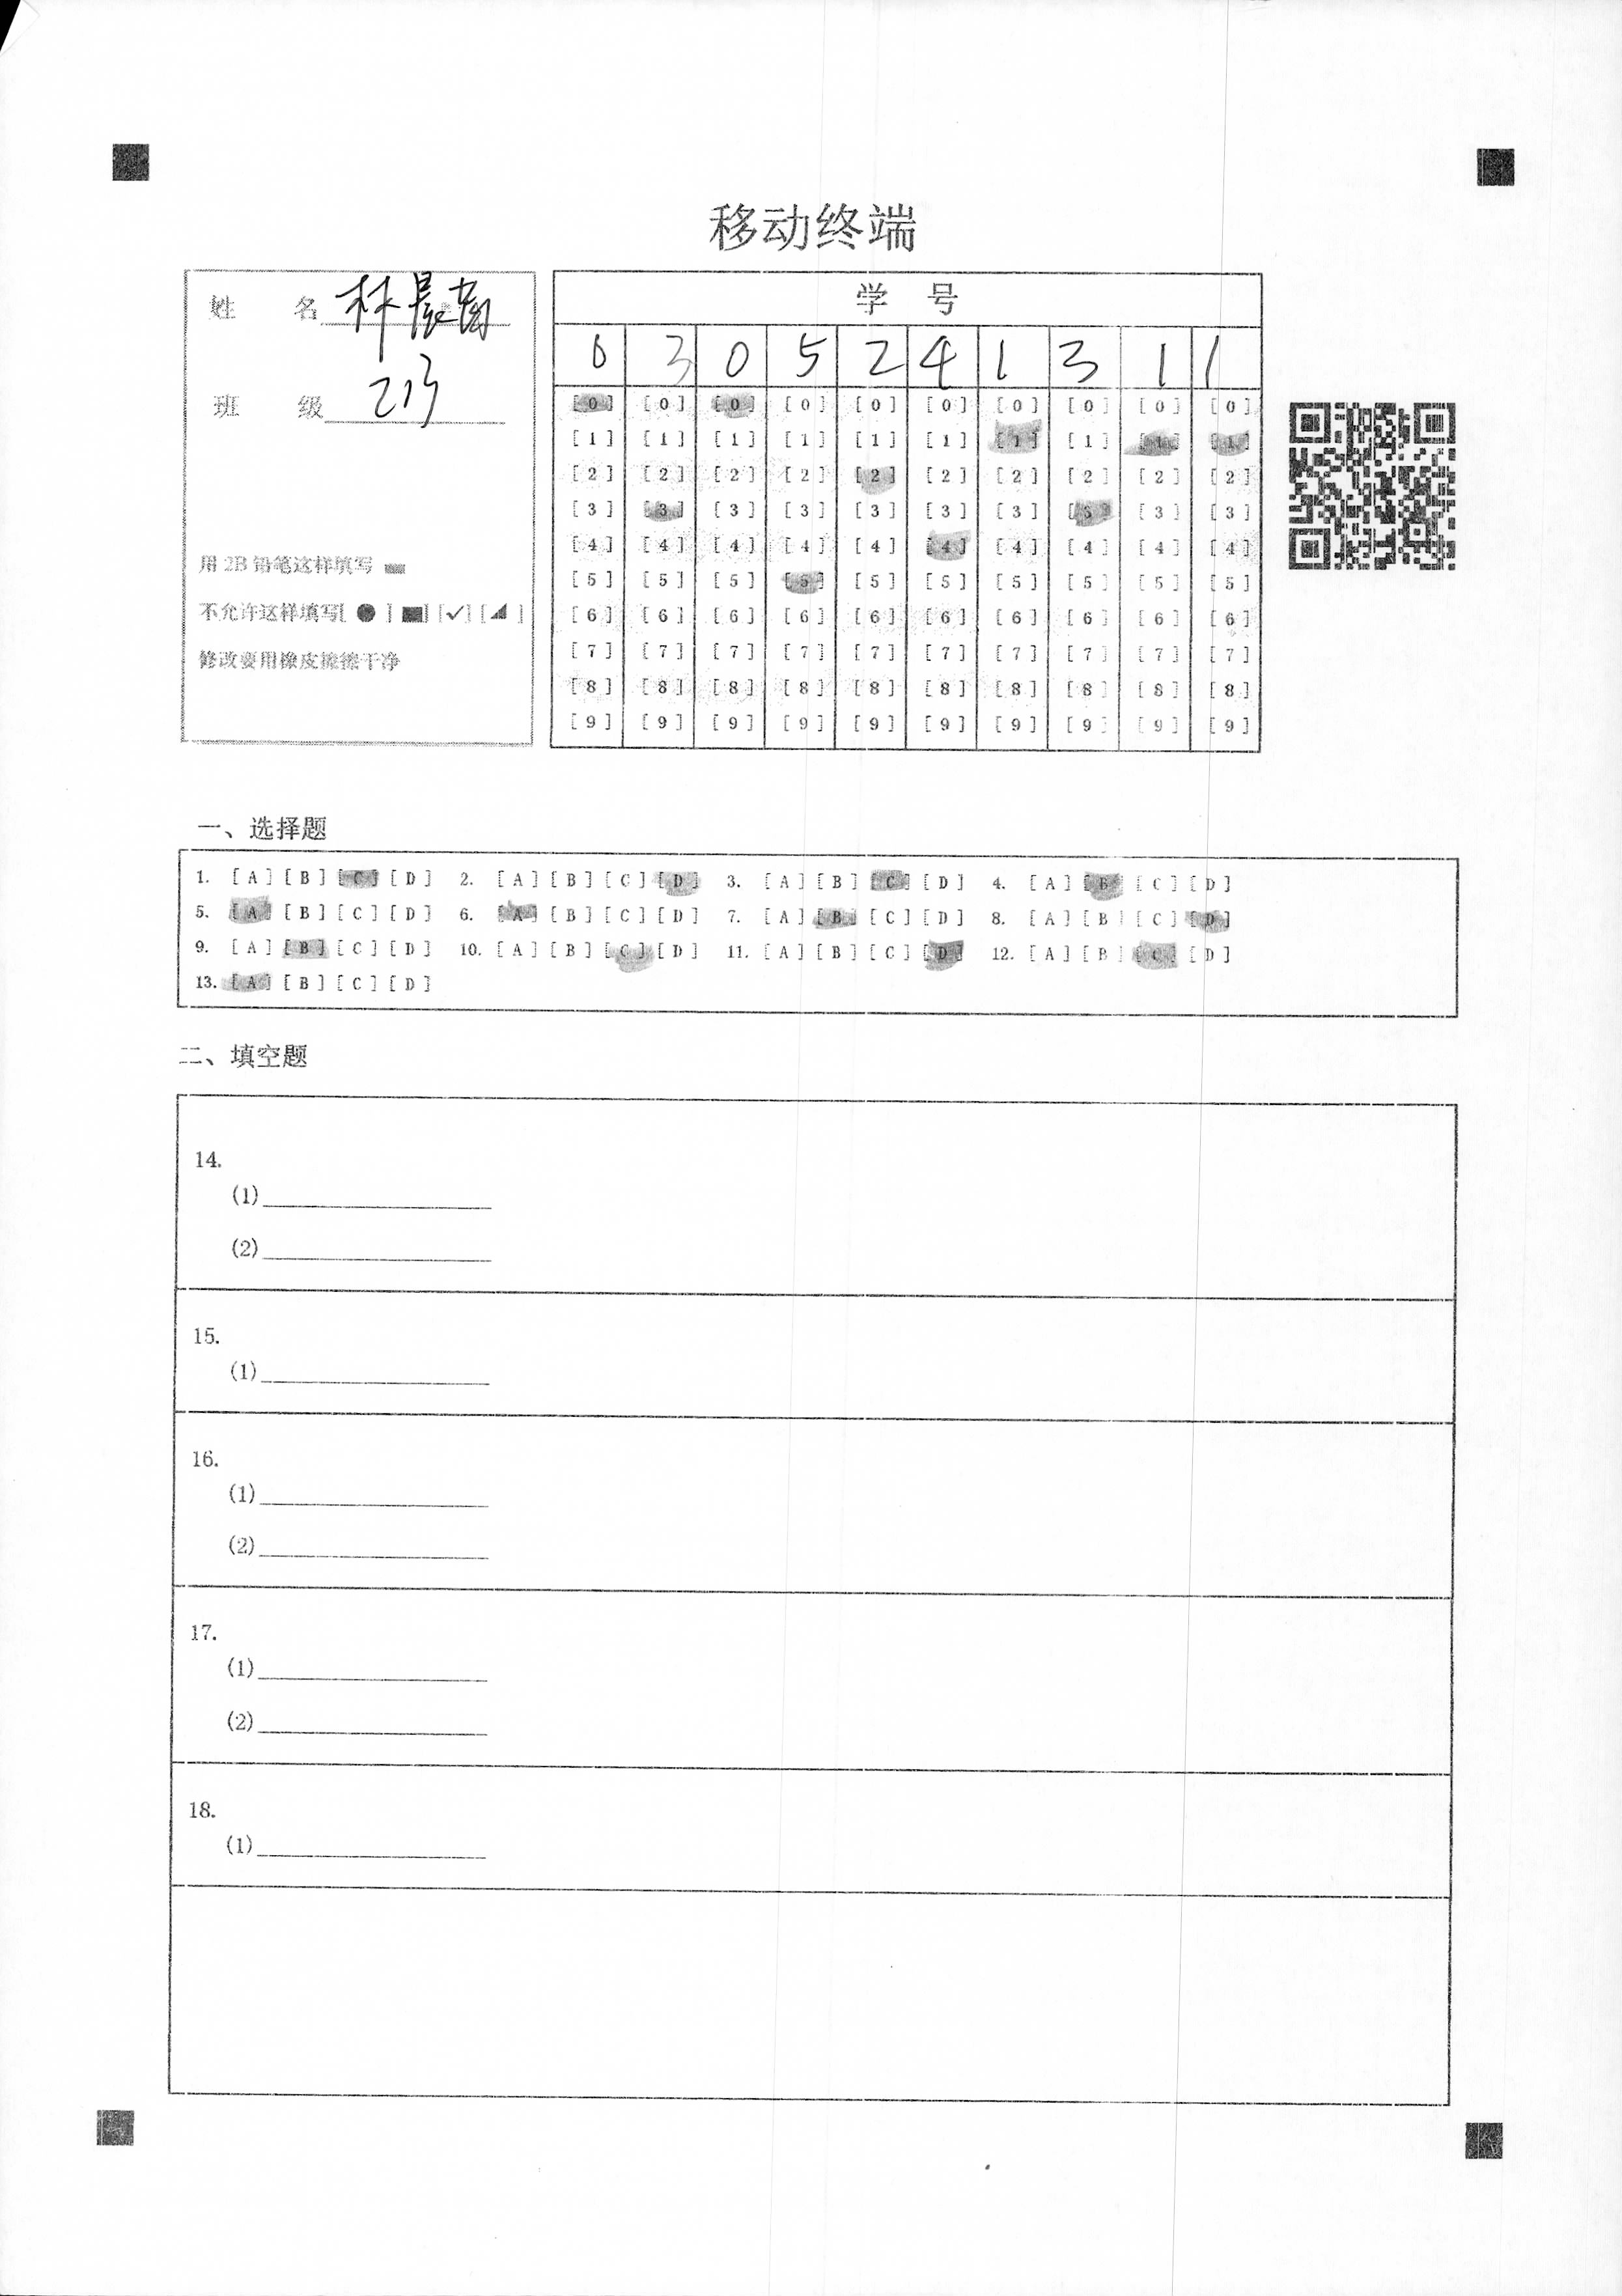 移动终端
姓 名 林晨
班 级 213
用 2B 铅笔这样填写
不允许这样填写[ ● ] [■] [✓] [◢ ]
修改要用橡皮擦擦干净
学 号
0 3 0 5 2 4 1 3 1 1
[0] [0] [0] [0] [0] [0] [0] [0] [0] [0]
[1] [1] [1] [1] [1] [1] [1] [1] [1] [1]
[2] [2] [2] [2] [2] [2] [2] [2] [2] [2]
[3] [3] [3] [3] [3] [3] [3] [3] [3] [3]
[4] [4] [4] [4] [4] [4] [4] [4] [4] [4]
[5] [5] [5] [5] [5] [5] [5] [5] [5] [5]
[6] [6] [6] [6] [6] [6] [6] [6] [6] [6]
[7] [7] [7] [7] [7] [7] [7] [7] [7] [7]
[8] [8] [8] [8] [8] [8] [8] [8] [8] [8]
[9] [9] [9] [9] [9] [9] [9] [9] [9] [9]
一、选择题
1. [A] [B] [C] [D] 2. [A] [B] [C] [D] 3. [A] [B] [C] [D] 4. [A] [B] [C] [D]
5. [A] [B] [C] [D] 6. [A] [B] [C] [D] 7. [A] [B] [C] [D] 8. [A] [B] [C] [D]
9. [A] [B] [C] [D] 10. [A] [B] [C] [D] 11. [A] [B] [C] [D] 12. [A] [B] [C] [D]
13. [A] [B] [C] [D]
二、填空题
14.
(1)
(2)
15.
(1)
16.
(1)
(2)
17.
(1)
(2)
18.
(1)